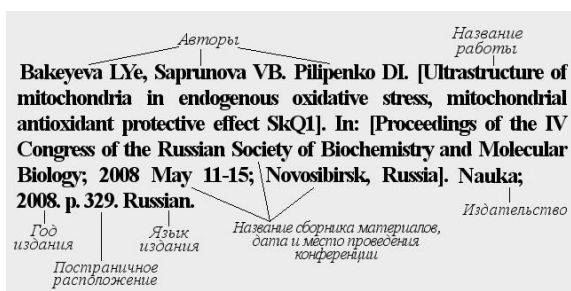 Авторы
Название
работы
Bakeyeva LYe, Saprunova VB. Pilipenko DI. [Ultrastructure of
mitochondria in endogenous oxidative stress, mitochondrial
antioxidant protective effect SkQ1]. In: [Proceedings of the IV
Congress of the Russian Society of Biochemistry and Molecular
Biology; 2008 May 11-15; Novosibirsk, Russia]. Nauka;
2008. p. 329. Russian.
Издательство
Год
издания
Язык
издания
Название сборника материалов,
дата и место проведения
конференции
Постраничное
расположение